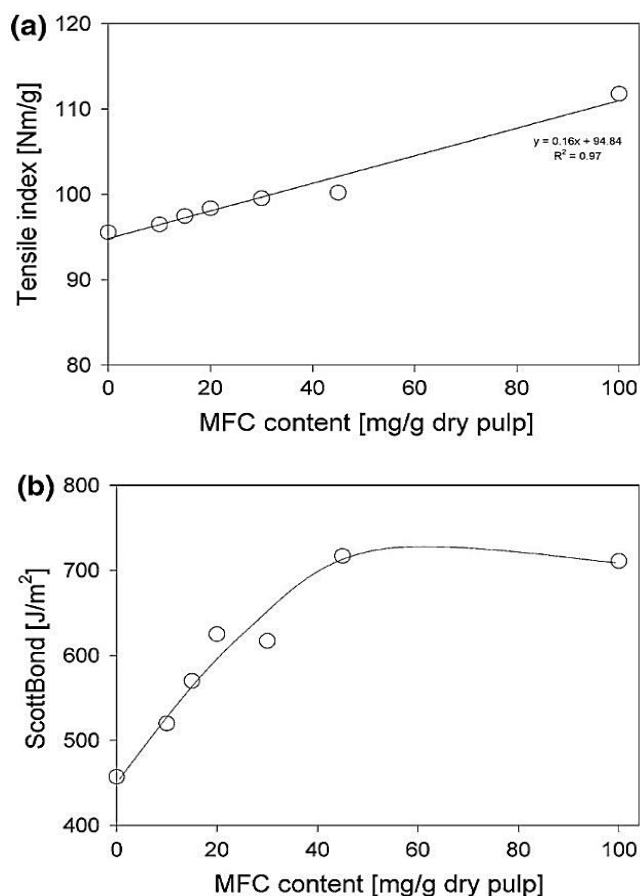 (a)
120
110
100
90
80
Tensile index [Nm/g]
y = 0.16x + 94.84
R² = 0.97
0 20 40 60 80 100
MFC content [mg/g dry pulp]
(b)
800
700
600
500
400
ScottBond [J/m²]
0 20 40 60 80 100
MFC content [mg/g dry pulp]